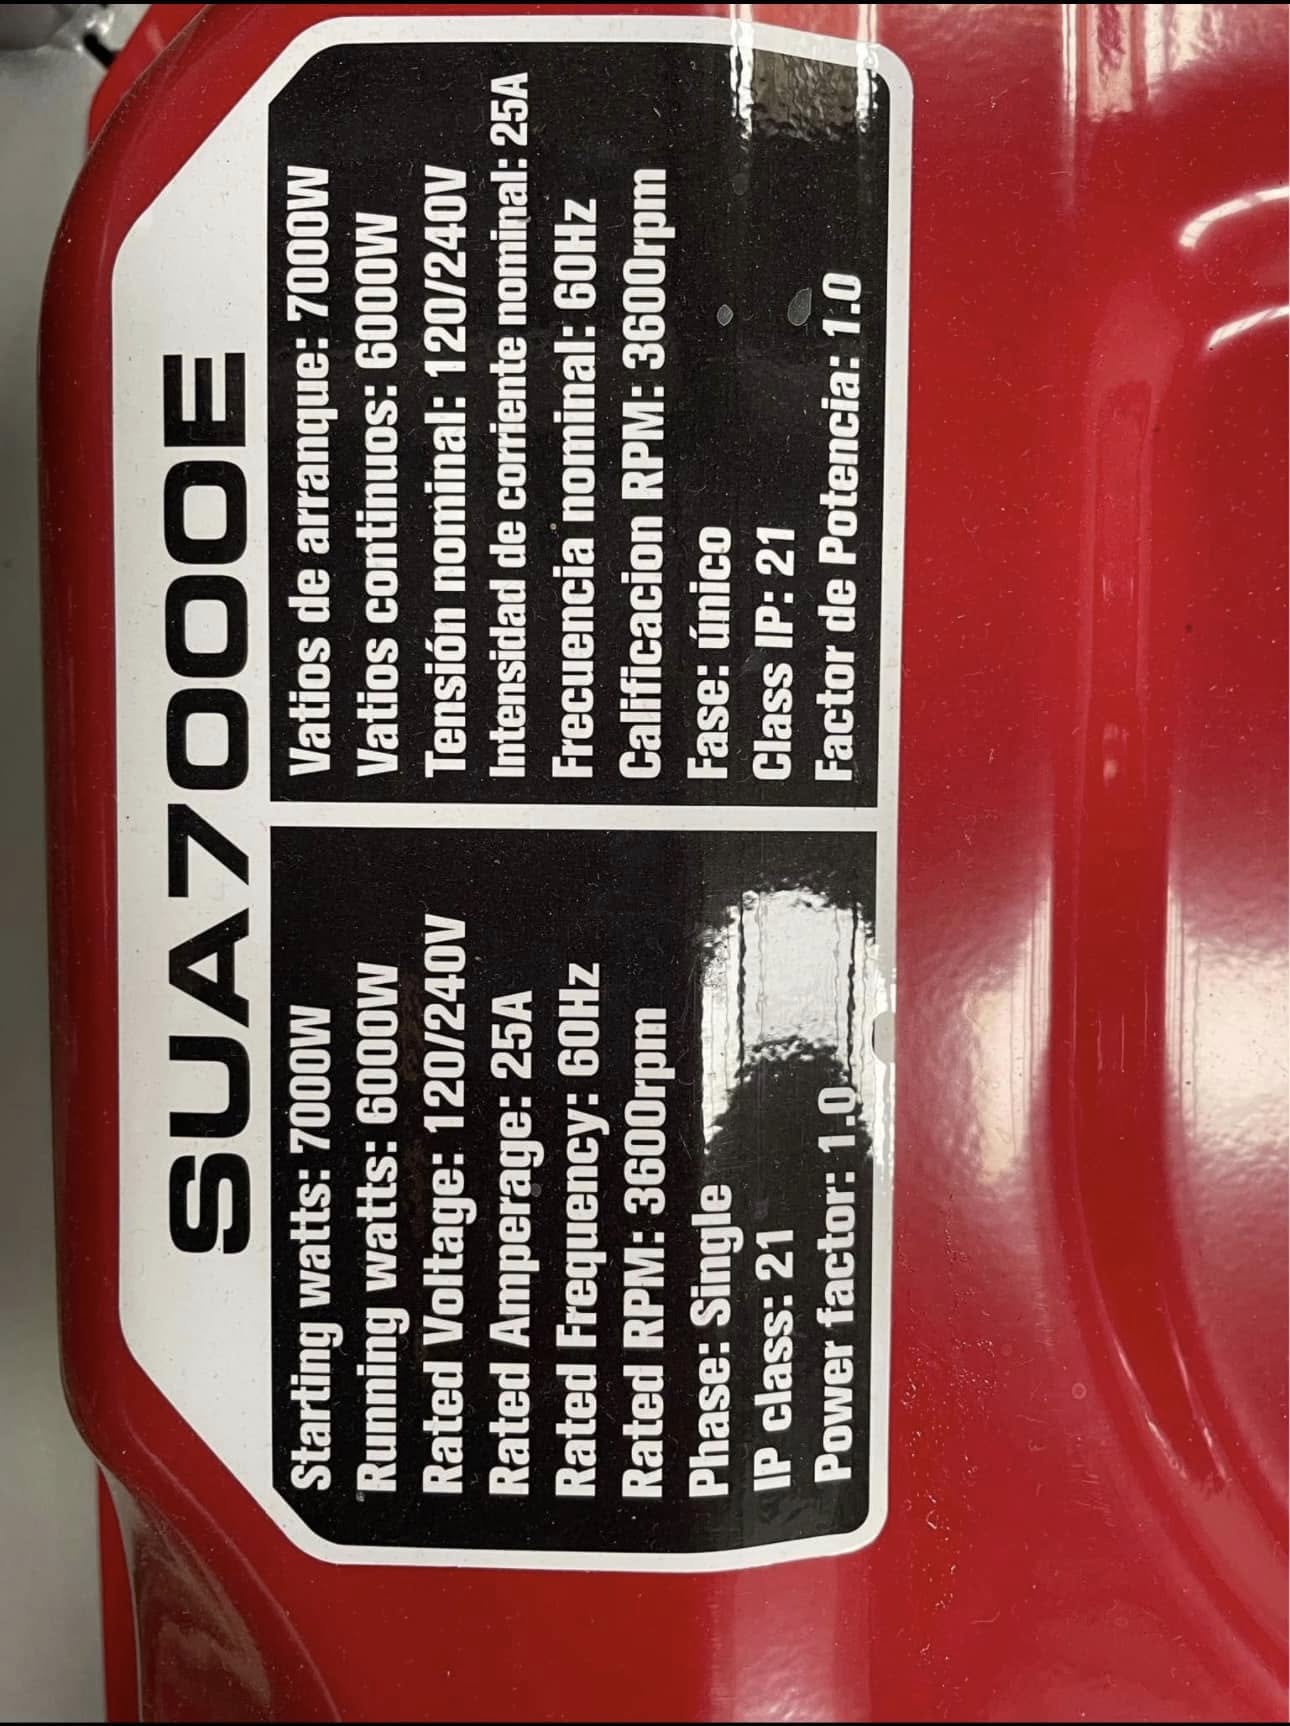 SUA7000E
Starting watts: 7000W
Running watts: 6000W
Rated Voltage: 120/240V
Rated Amperage: 25A
Rated Frequency: 60Hz
Rated RPM: 3600rpm
Phase: Single
IP class: 21
Power factor: 1.0
Vatios de arranque: 7000W
Vatios continuos: 6000W
Tensión nominal: 120/240V
Intensidad de corriente nominal: 25A
Frecuencia nominal: 60Hz
Calificacion RPM: 3600rpm
Fase: único
Class IP: 21
Factor de Potencia: 1.0